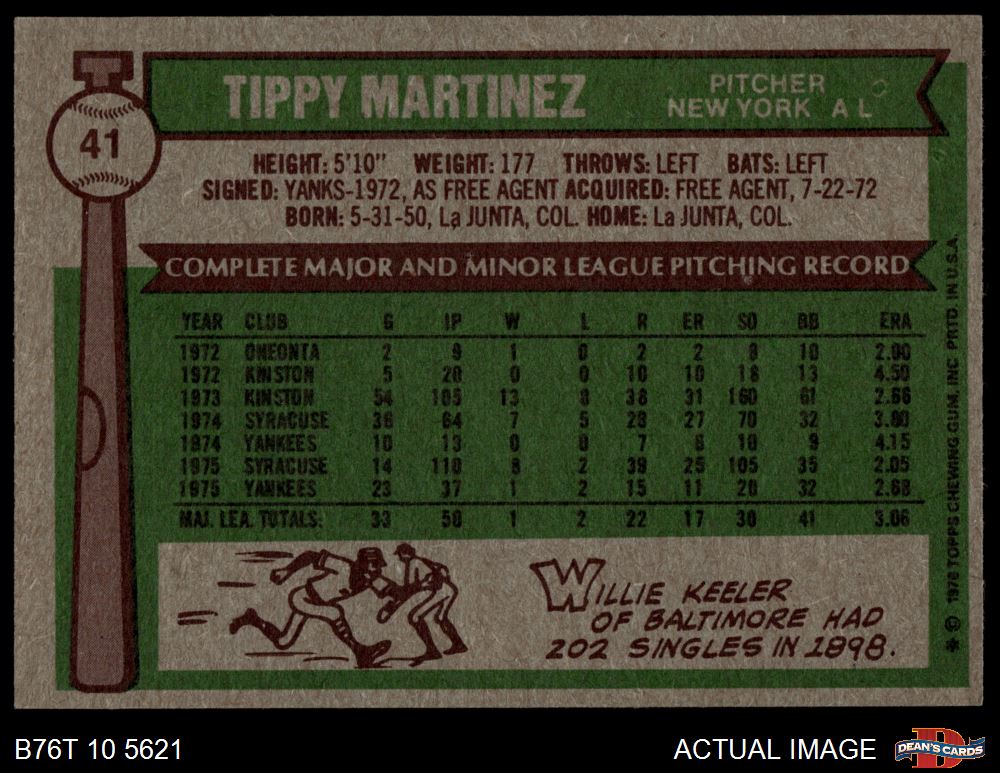 41
TIPPY MARTINEZ
PITCHER
NEW YORK A L
HEIGHT: 5'10" WEIGHT: 177 THROWS: LEFT BATS: LEFT
SIGNED: YANKS-1972, AS FREE AGENT ACQUIRED: FREE AGENT, 7-22-72
BORN: 5-31-50, La JUNTA, COL. HOME: La JUNTA, COL.
COMPLETE MAJOR AND MINOR LEAGUE PITCHING RECORD
YEAR CLUB G IP W L R ER SO BB ERA
1972 ONEONTA 2 9 1 0 2 2 8 10 2.00
1972 KINSTON 5 20 0 0 10 10 18 13 4.50
1973 KINSTON 54 105 13 8 38 31 160 61 2.66
1974 SYRACUSE 38 64 7 5 28 27 70 32 3.80
1974 YANKEES 10 13 0 0 7 6 10 9 4.15
1975 SYRACUSE 14 110 8 2 39 25 105 35 2.05
1975 YANKEES 23 37 1 2 15 11 20 32 2.68
MAJ. LEA. TOTALS: 33 50 1 2 22 17 30 41 3.06
WILLIE KEELER
OF BALTIMORE HAD
202 SINGLES IN 1898.
* © 1976 TOPPS CHEWING GUM, INC. PRTD. IN U.S.A.
B76T 10 5621
ACTUAL IMAGE
DEAN'S CARDS